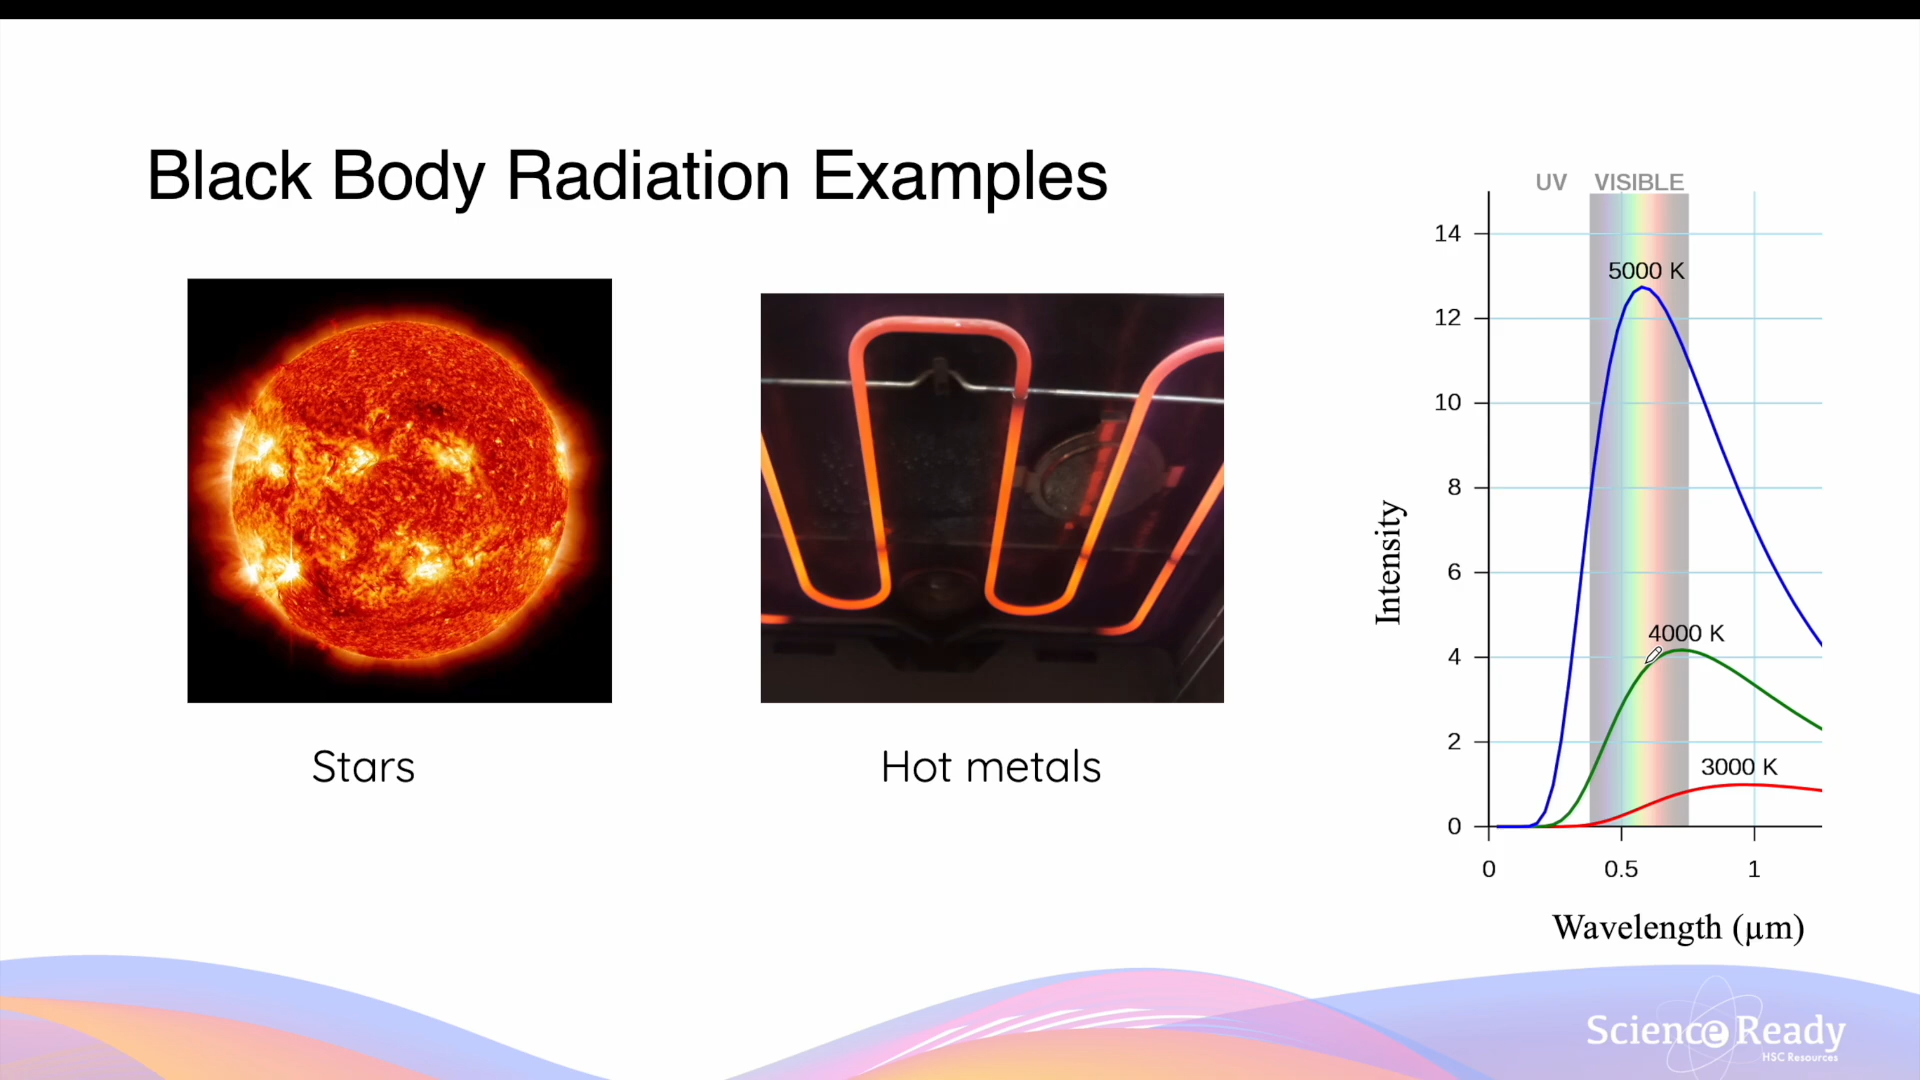 Black Body Radiation Examples
Stars
Hot metals
UV VISIBLE
14
12
10
8
6
4
2
0
5000 K
4000 K
3000 K
Intensity
0 0.5 1
Wavelength (µm)
Science Ready
HSC Resources